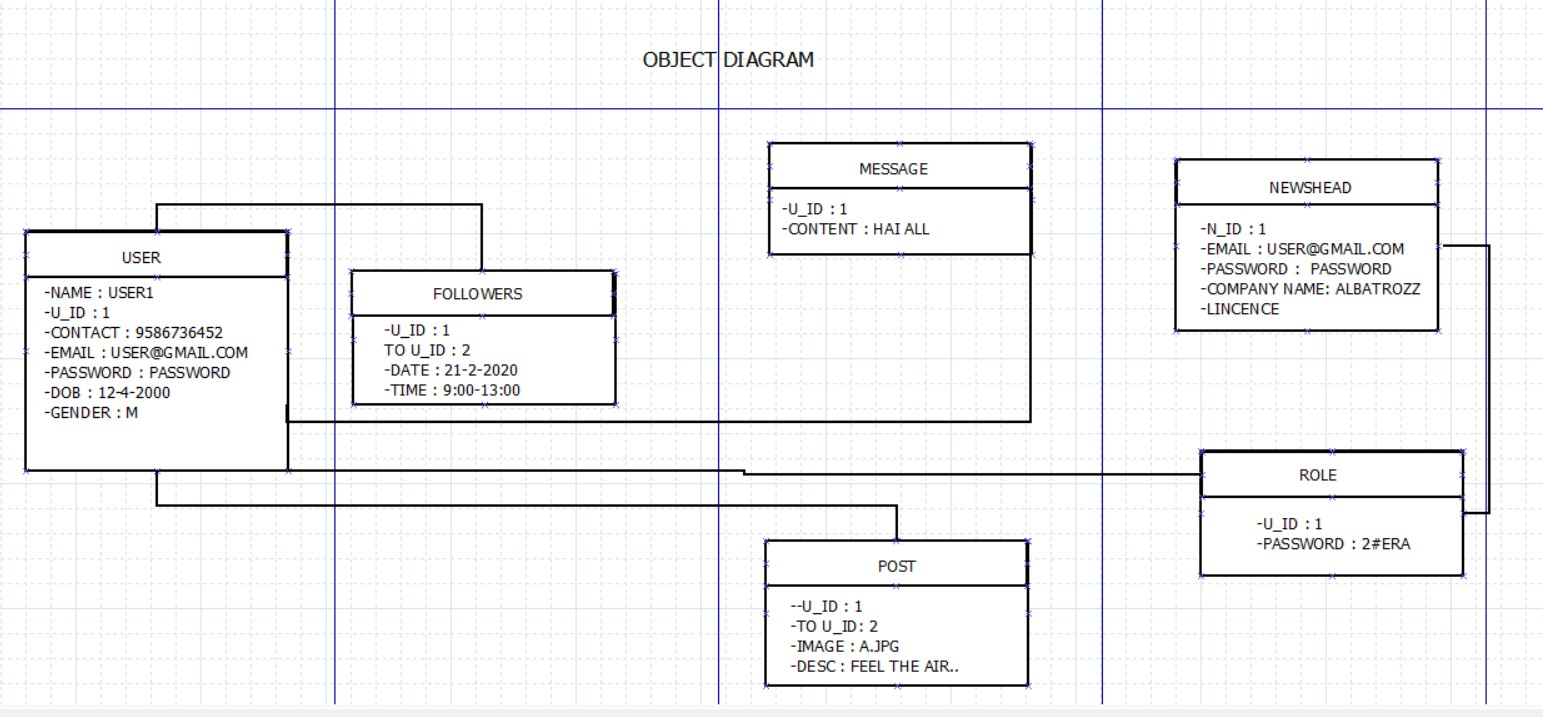 OBJECT DIAGRAM
USER
-NAME : USER1
-U_ID : 1
-CONTACT : 9586736452
-EMAIL : USER@GMAIL.COM
-PASSWORD : PASSWORD
-DOB : 12-4-2000
-GENDER : M
FOLLOWERS
-U_ID : 1
TO U_ID : 2
-DATE : 21-2-2020
-TIME : 9:00-13:00
MESSAGE
-U_ID : 1
-CONTENT : HAI ALL
NEWSHEAD
-N_ID : 1
-EMAIL : USER@GMAIL.COM
-PASSWORD :  PASSWORD
-COMPANY NAME: ALBATROZZ
-LINCENCE
ROLE
-U_ID : 1
-PASSWORD : 2#ERA
POST
--U_ID : 1
-TO U_ID: 2
-IMAGE : A.JPG
-DESC : FEEL THE AIR..